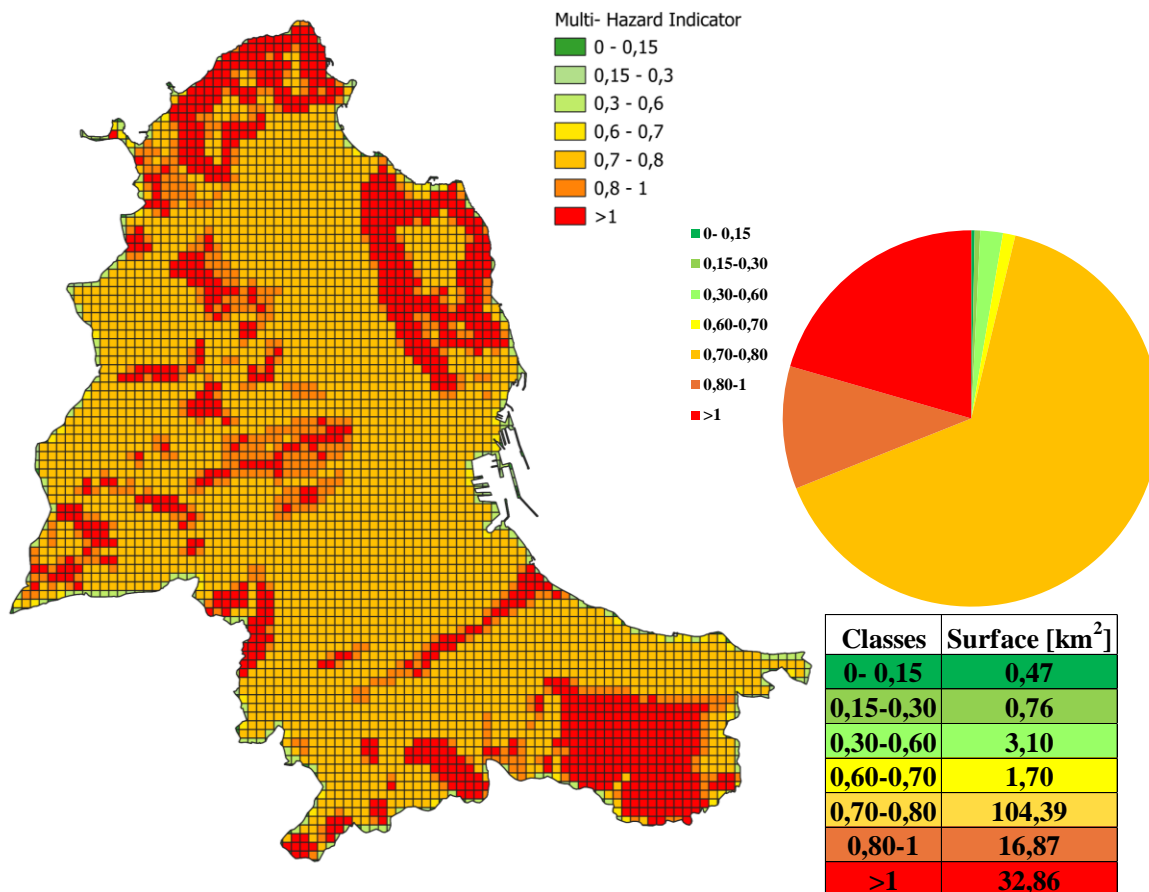 Multi- Hazard Indicator
0 - 0,15
0,15 - 0,3
0,3 - 0,6
0,6 - 0,7
0,7 - 0,8
0,8 - 1
>1
0- 0,15
0,15-0,30
0,30-0,60
0,60-0,70
0,70-0,80
0,80-1
>1
Classes Surface [km²]
0- 0,15 0,47
0,15-0,30 0,76
0,30-0,60 3,10
0,60-0,70 1,70
0,70-0,80 104,39
0,80-1 16,87
>1 32,86